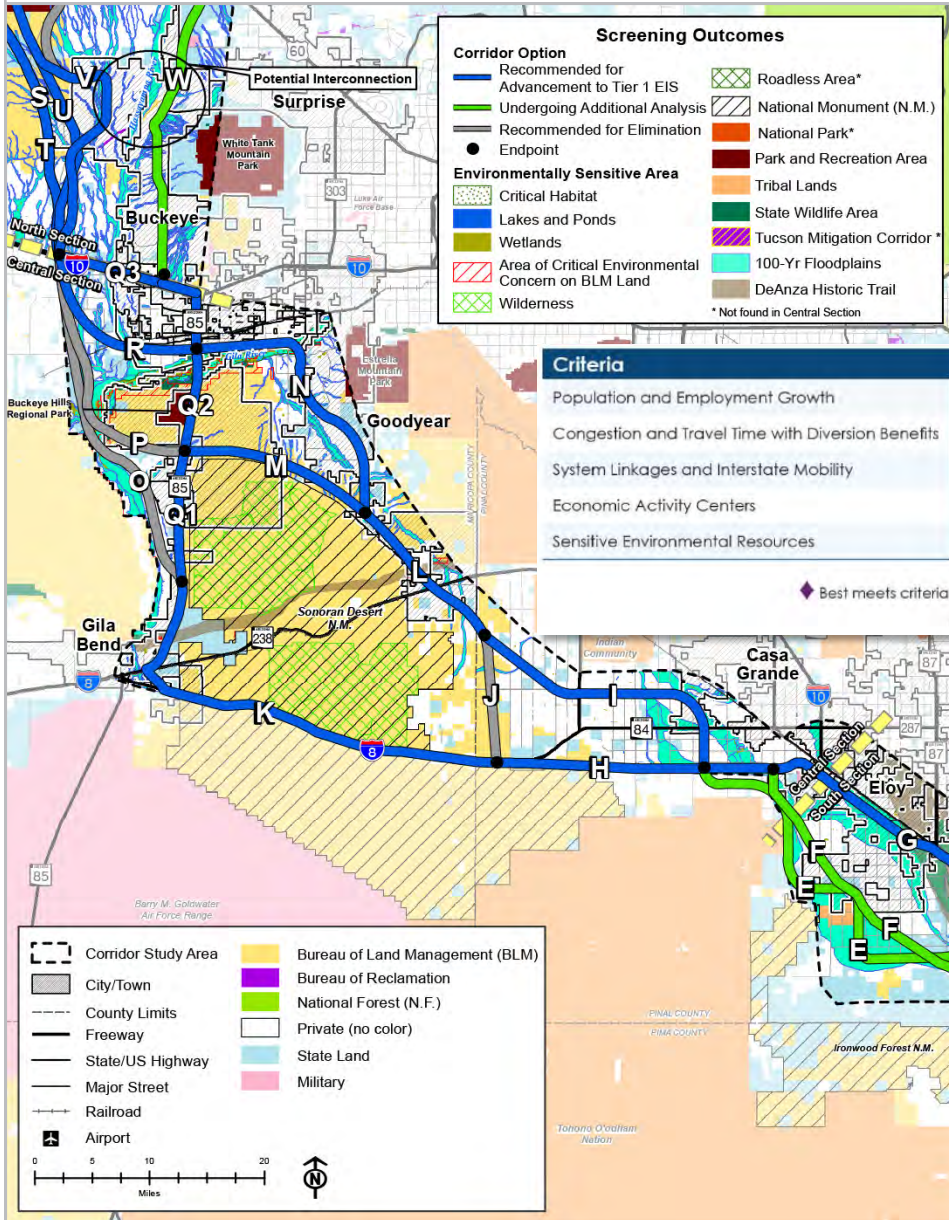 Screening Outcomes
Corridor Option
Recommended for
Advancement to Tier 1 EIS
Undergoing Additional Analysis
Recommended for Elimination
Endpoint
Environmentally Sensitive Area
Critical Habitat
Lakes and Ponds
Wetlands
Area of Critical Environmental
Concern on BLM Land
Wilderness
Roadless Area*
National Monument (N.M.)
National Park*
Park and Recreation Area
Tribal Lands
State Wildlife Area
Tucson Mitigation Corridor *
100-Yr Floodplains
DeAnza Historic Trail
* Not found in Central Section
60
V
W
Potential Interconnection
Surprise
S
U
T
White Tank
Mountain
Park
303
Luke Air
Force Base
Buckeye
North Section
Central Section
10
Q3
10
85
R
Gila River
Estrella
Mountain
Park
N
Buckeye Hills
Regional Park
Q2
Goodyear
P
M
O
85
Q1
MARICOPA COUNTY
PINAL COUNTY
L
Sonoran Desert
N.M.
Gila
Bend
238
8
K
8
J
Indian
Community
Casa
Grande
I
10
84
287
87
H
Central Section
South Section
Eloy
G
F
E
F
E
85
Barry M. Goldwater
Air Force Range
PINAL COUNTY
PIMA COUNTY
Ironwood Forest N.M.
Tohono O'odham
Nation
Criteria
Population and Employment Growth
Congestion and Travel Time with Diversion Benefits
System Linkages and Interstate Mobility
Economic Activity Centers
Sensitive Environmental Resources
Best meets criteria
Corridor Study Area
City/Town
County Limits
Freeway
State/US Highway
Major Street
Railroad
Airport
Bureau of Land Management (BLM)
Bureau of Reclamation
National Forest (N.F.)
Private (no color)
State Land
Military
0 5 10 20
Miles
N